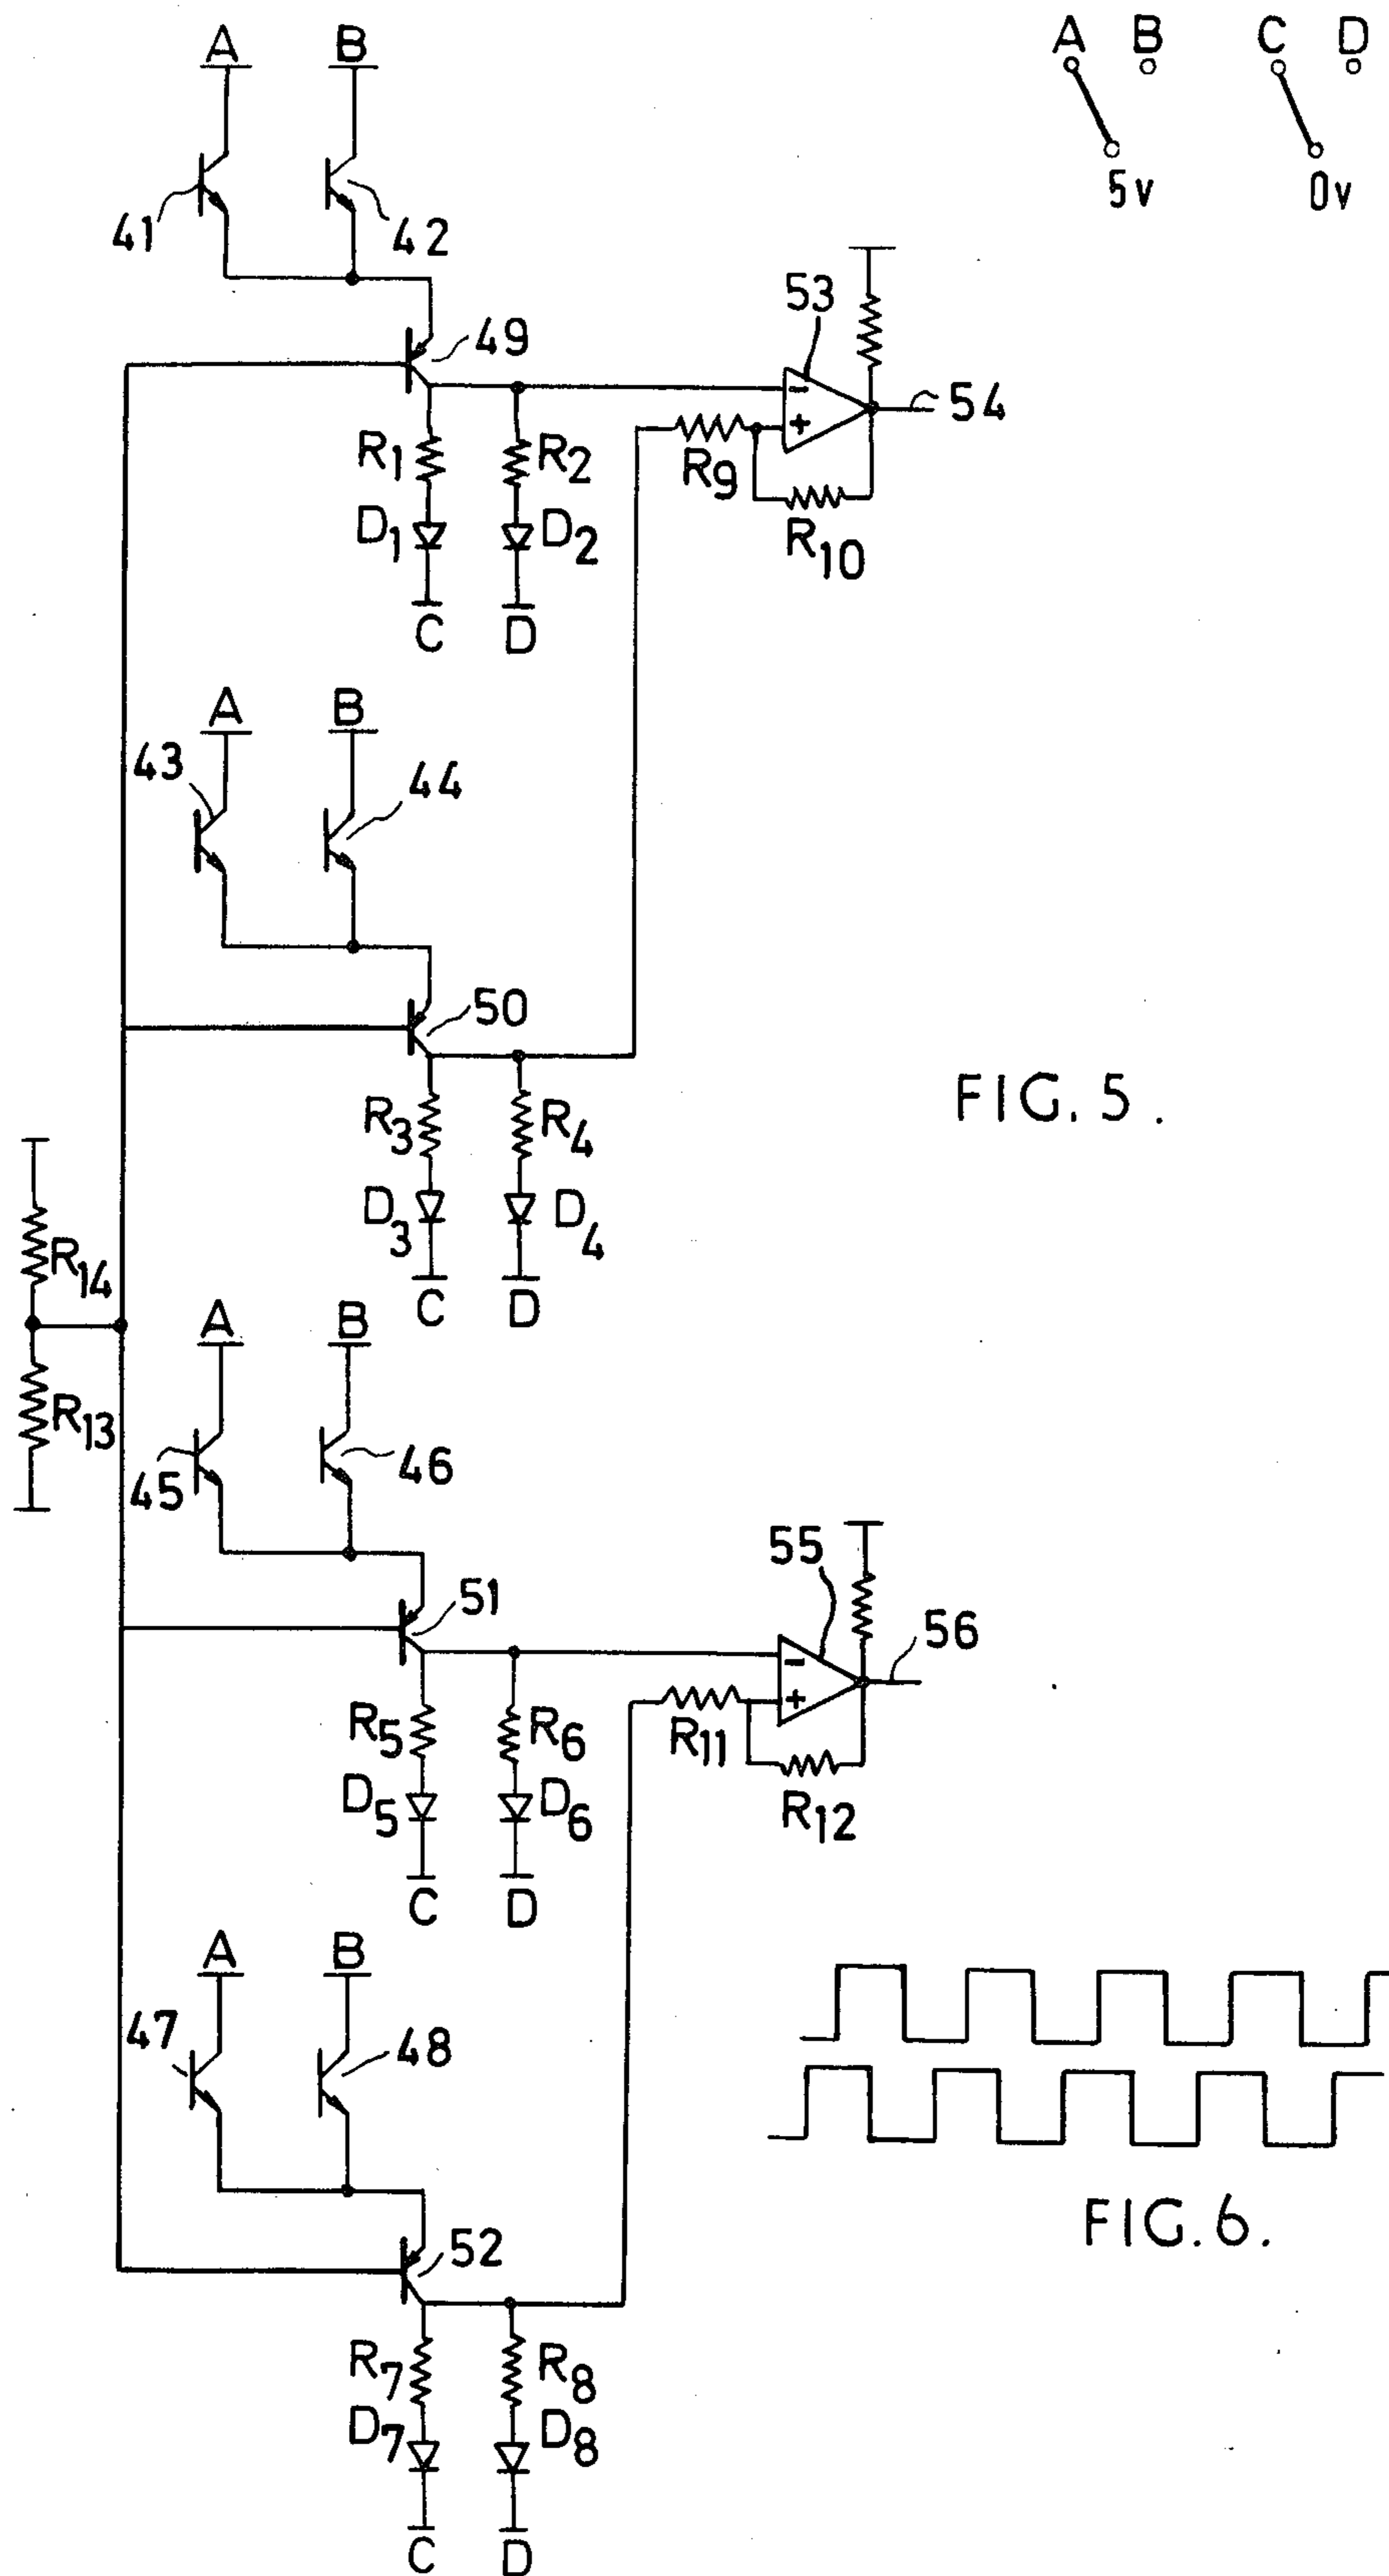 A B C D
5v 0v
A B
41 42
49
53
54
R1 R2
R9
D1 D2
R10
C D
A B
43 44
50
FIG. 5.
R3 R4
D3 D4
R14
C D
A B
R13
45 46
51
55
56
R5 R6
R11
D5 D6
R12
C D
A B
47 48
52
FIG. 6.
R7 R8
D7 D8
C D